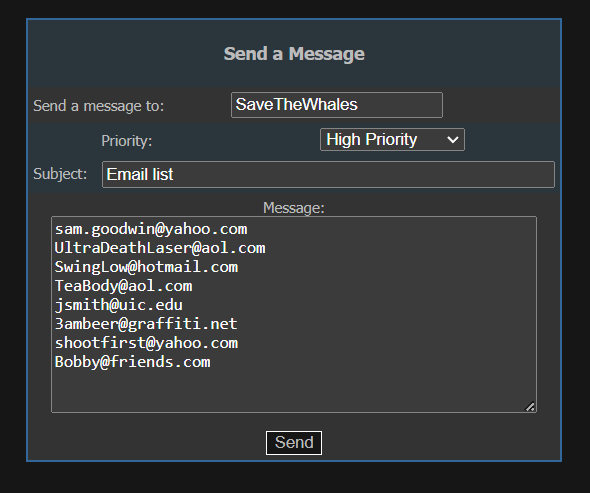 Send a Message
Send a message to: SaveTheWhales
Priority: High Priority
Subject: Email list
Message:
sam.goodwin@yahoo.com
UltraDeathLaser@aol.com
SwingLow@hotmail.com
TeaBody@aol.com
jsmith@uic.edu
3ambeer@graffiti.net
shootfirst@yahoo.com
Bobby@friends.com
Send